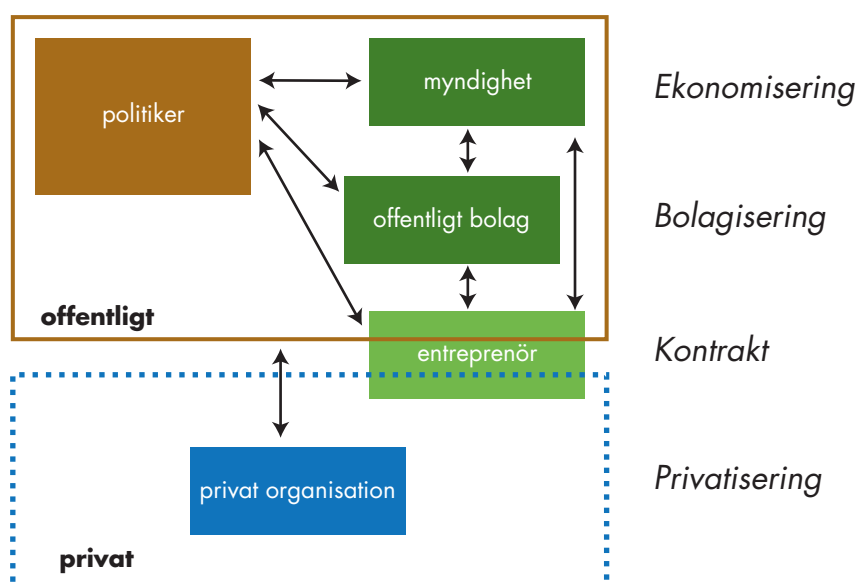 politiker
myndighet
Ekonomisering
offentligt bolag
Bolagisering
offentligt
entreprenör
Kontrakt
privat organisation
Privatisering
privat